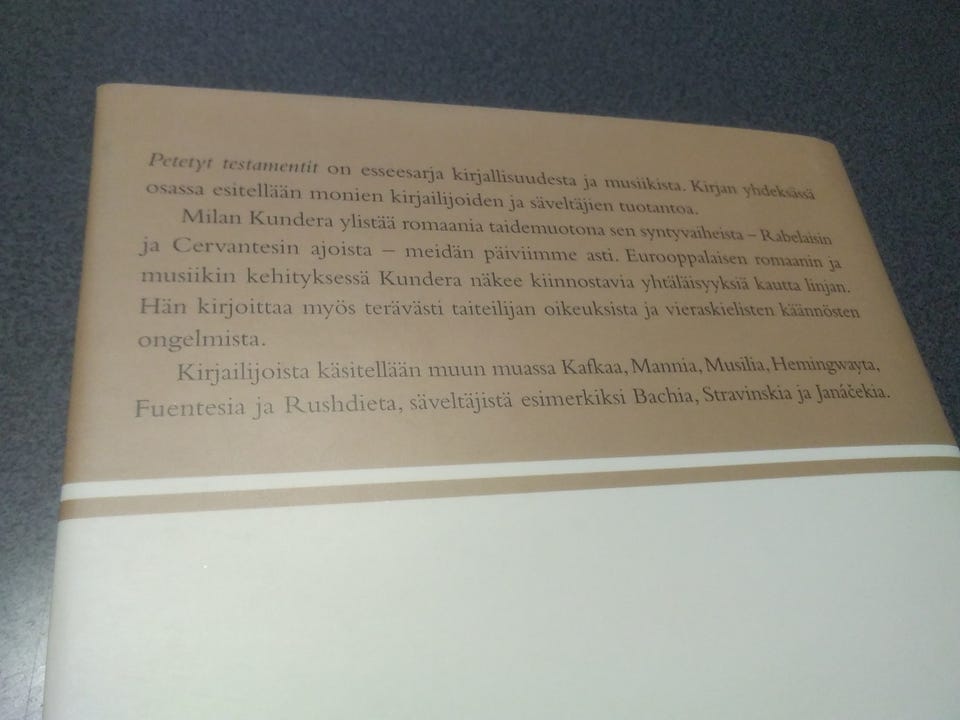 Petetyt testamentit on esseesarja kirjallisuudesta ja musiikista. Kirjan yhdeksässä
osassa esitellään monien kirjailijoiden ja säveltäjien tuotantoa.
Milan Kundera ylistää romaania taidemuotona sen syntyvaiheista – Rabelaisin
ja Cervantesin ajoista – meidän päiviimme asti. Eurooppalaisen romaanin ja
musiikin kehityksessä Kundera näkee kiinnostavia yhtäläisyyksiä kautta linjan.
Hän kirjoittaa myös terävästi taiteilijan oikeuksista ja vieraskielisten käännösten
ongelmista.
Kirjailijoista käsitellään muun muassa Kafkaa, Mannia, Musilia, Hemingwayta,
Fuentesia ja Rushdieta, säveltäjistä esimerkiksi Bachia, Stravinskia ja Janáčekia.